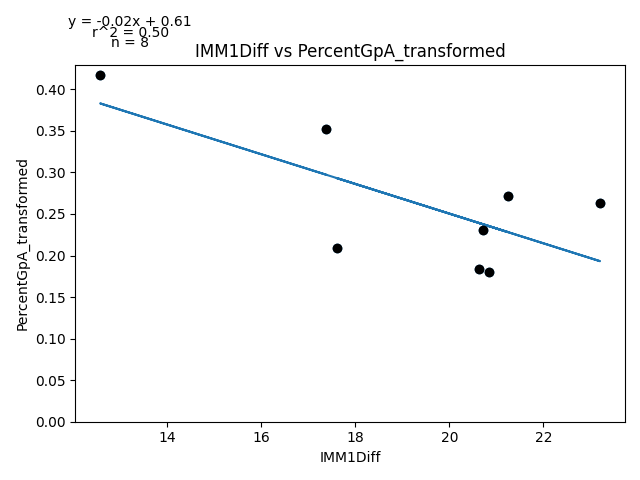 y = -0.02x + 0.61
r^2 = 0.50
n = 8
IMM1Diff vs PercentGpA_transformed
PercentGpA_transformed
0.40
0.35
0.30
0.25
0.20
0.15
0.10
0.05
0.00
14 16 18 20 22
IMM1Diff